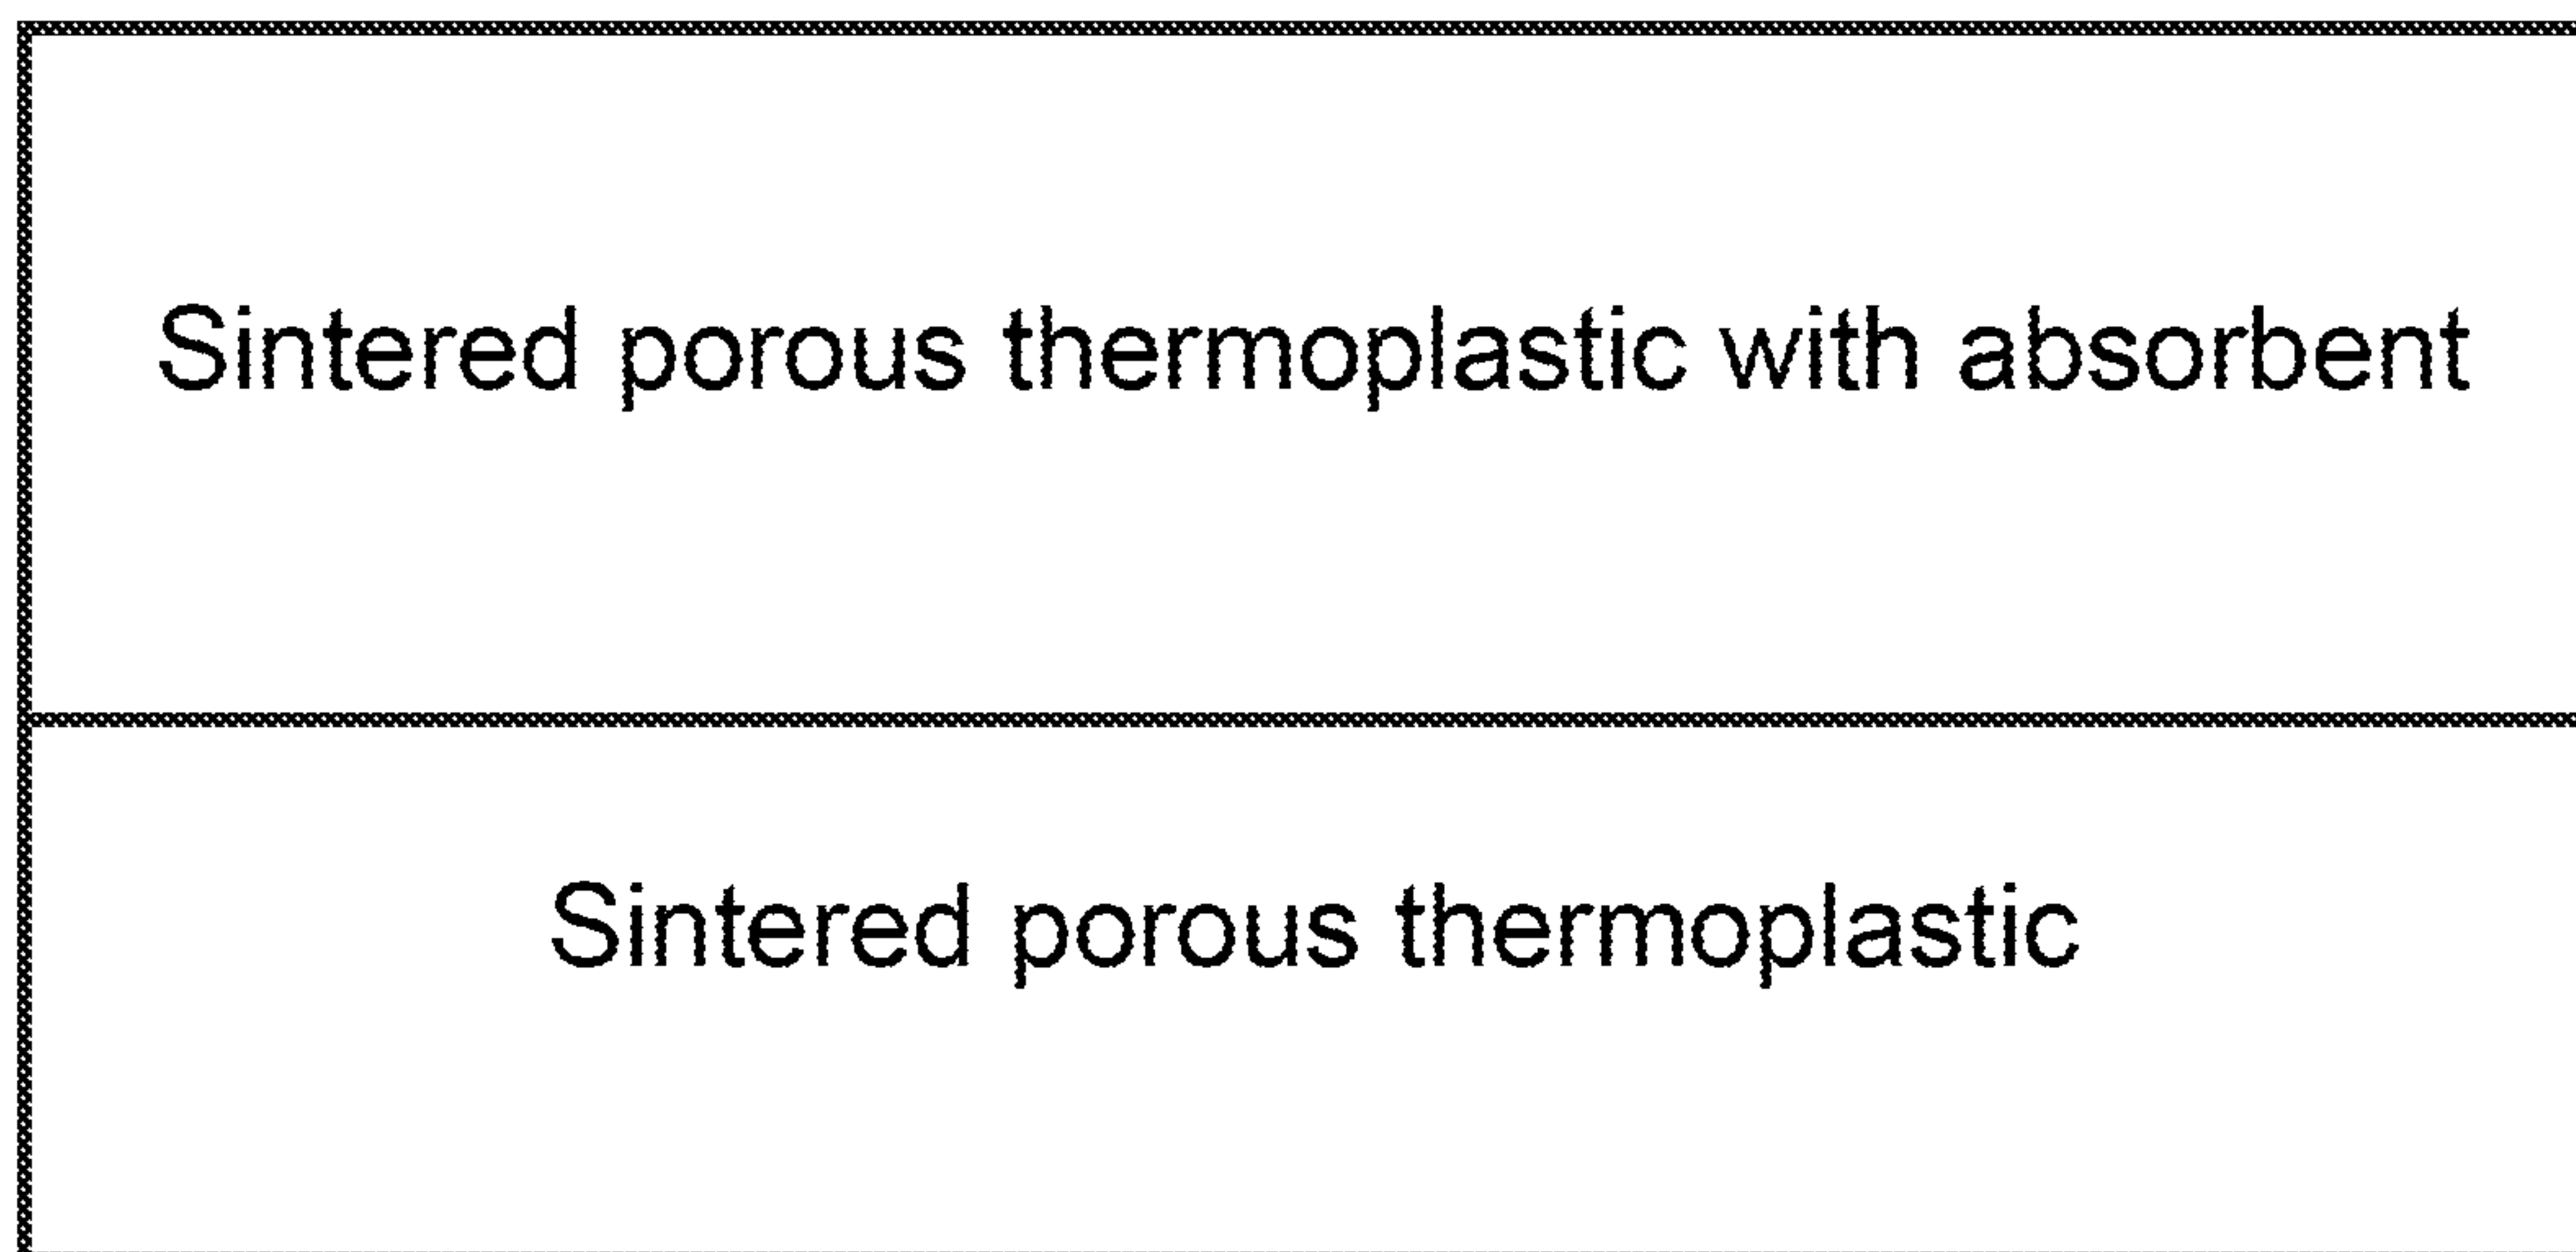 Sintered porous thermoplastic with absorbent
Sintered porous thermoplastic